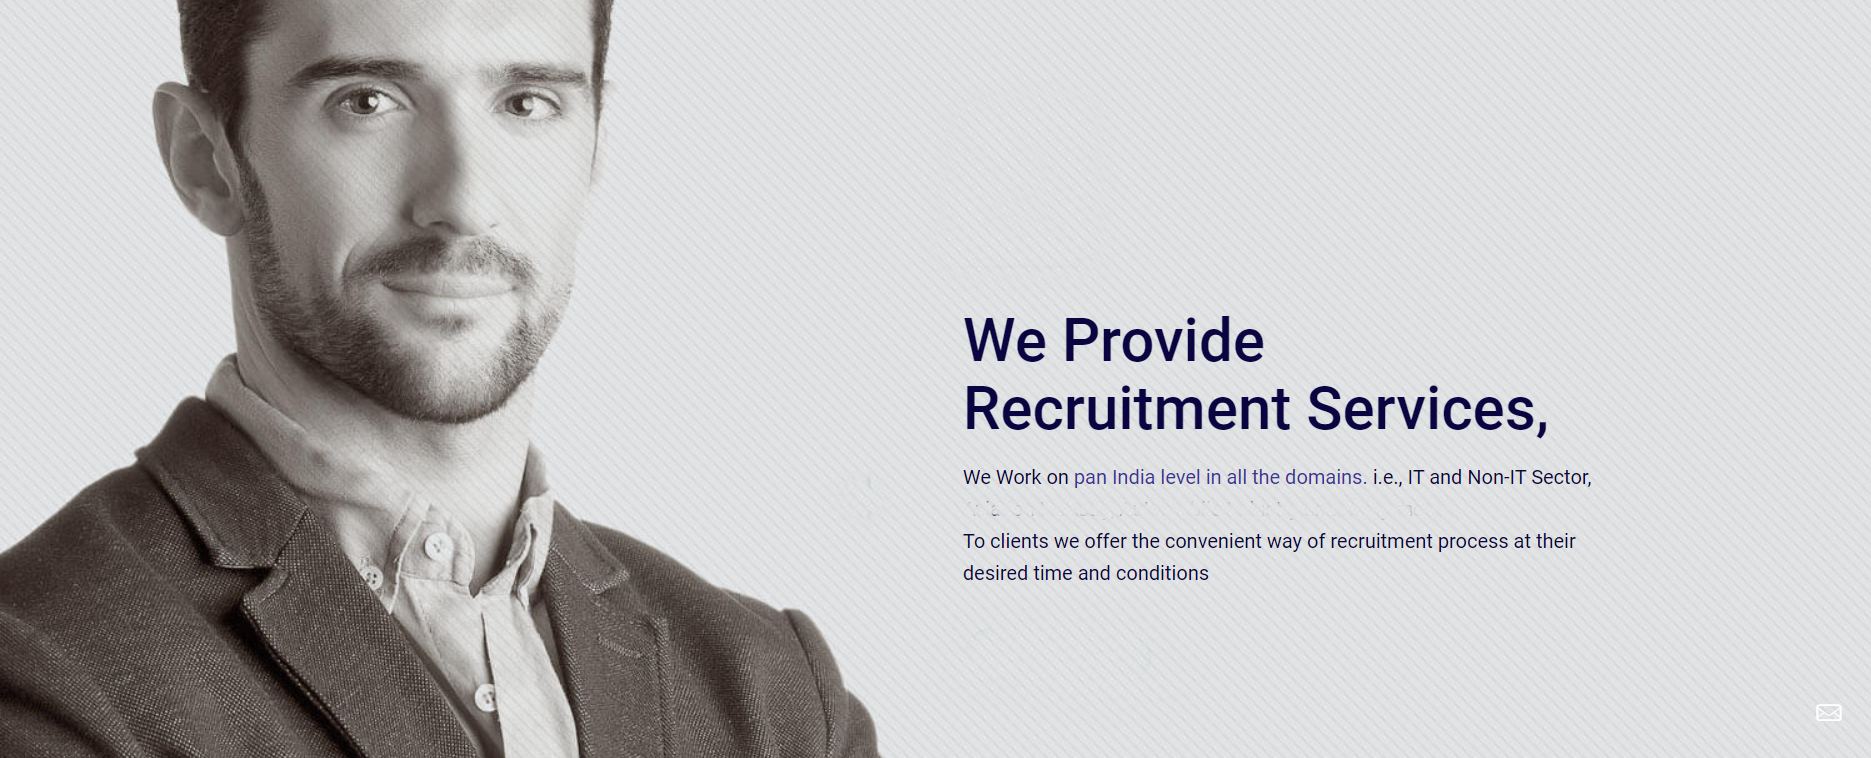 We Provide
Recruitment Services,
We Work on pan India level in all the domains. i.e., IT and Non-IT Sector,
To clients we offer the convenient way of recruitment process at their
desired time and conditions